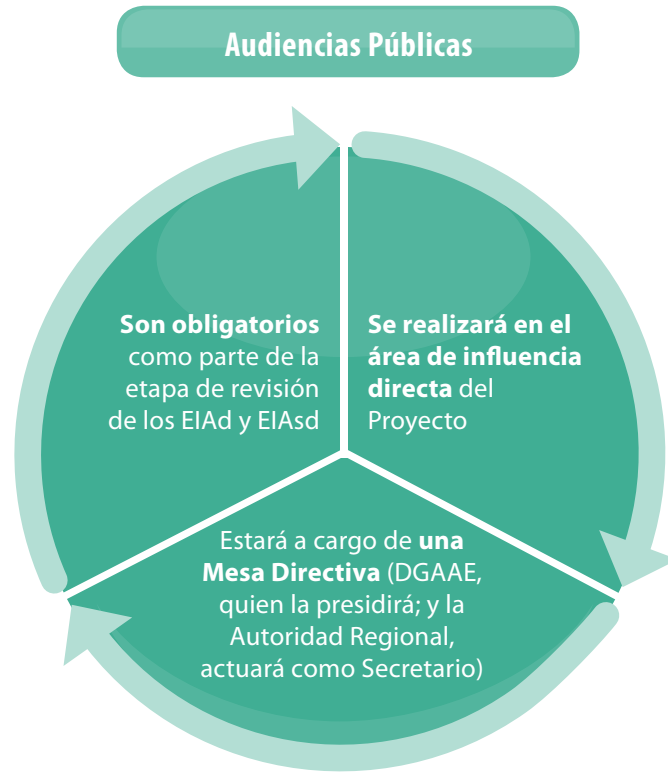 Audiencias Públicas
Son obligatorios
como parte de la
etapa de revisión
de los EIAd y EIAsd
Se realizará en el
área de influencia
directa del
Proyecto
Estará a cargo de una
Mesa Directiva (DGAAE,
quien la presidirá; y la
Autoridad Regional,
actuará como Secretario)